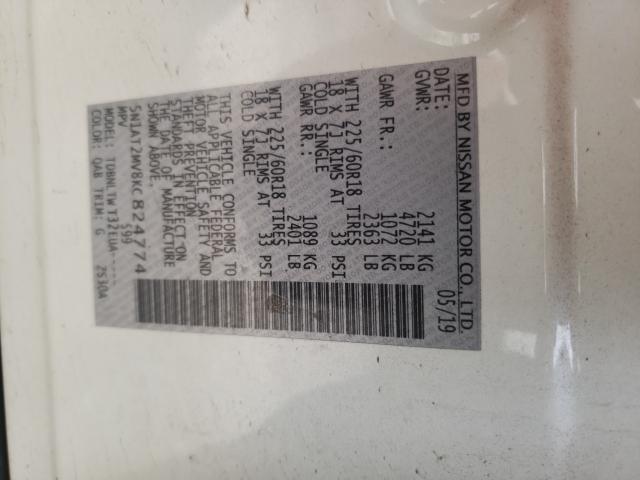 MFD BY NISSAN MOTOR CO., LTD.
DATE: 05/19
GVWR: 2141 KG
4720 LB
GAWR FR.: 1072 KG
2363 LB
WITH 225/60R18 TIRES
18 X 7J RIMS AT 33 PSI
COLD SINGLE
GAWR RR.: 1089 KG
2401 LB
WITH 225/60R18 TIRES
18 X 7J RIMS AT 33 PSI
COLD SINGLE
THIS VEHICLE CONFORMS TO
ALL APPLICABLE FEDERAL
MOTOR VEHICLE SAFETY AND
THEFT PREVENTION
STANDARDS IN EFFECT ON
THE DATE OF MANUFACTURE
SHOWN ABOVE.
5N1AT2MV8KC824774
MPV S99
MODEL:
COLOR: QAB TRIM: G 2530A